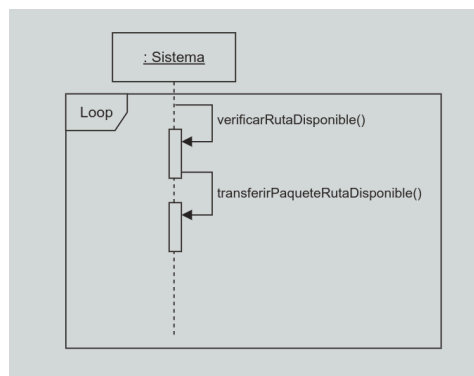 : Sistema
Loop
verificarRutaDisponible()
transferirPaqueteRutaDisponible()